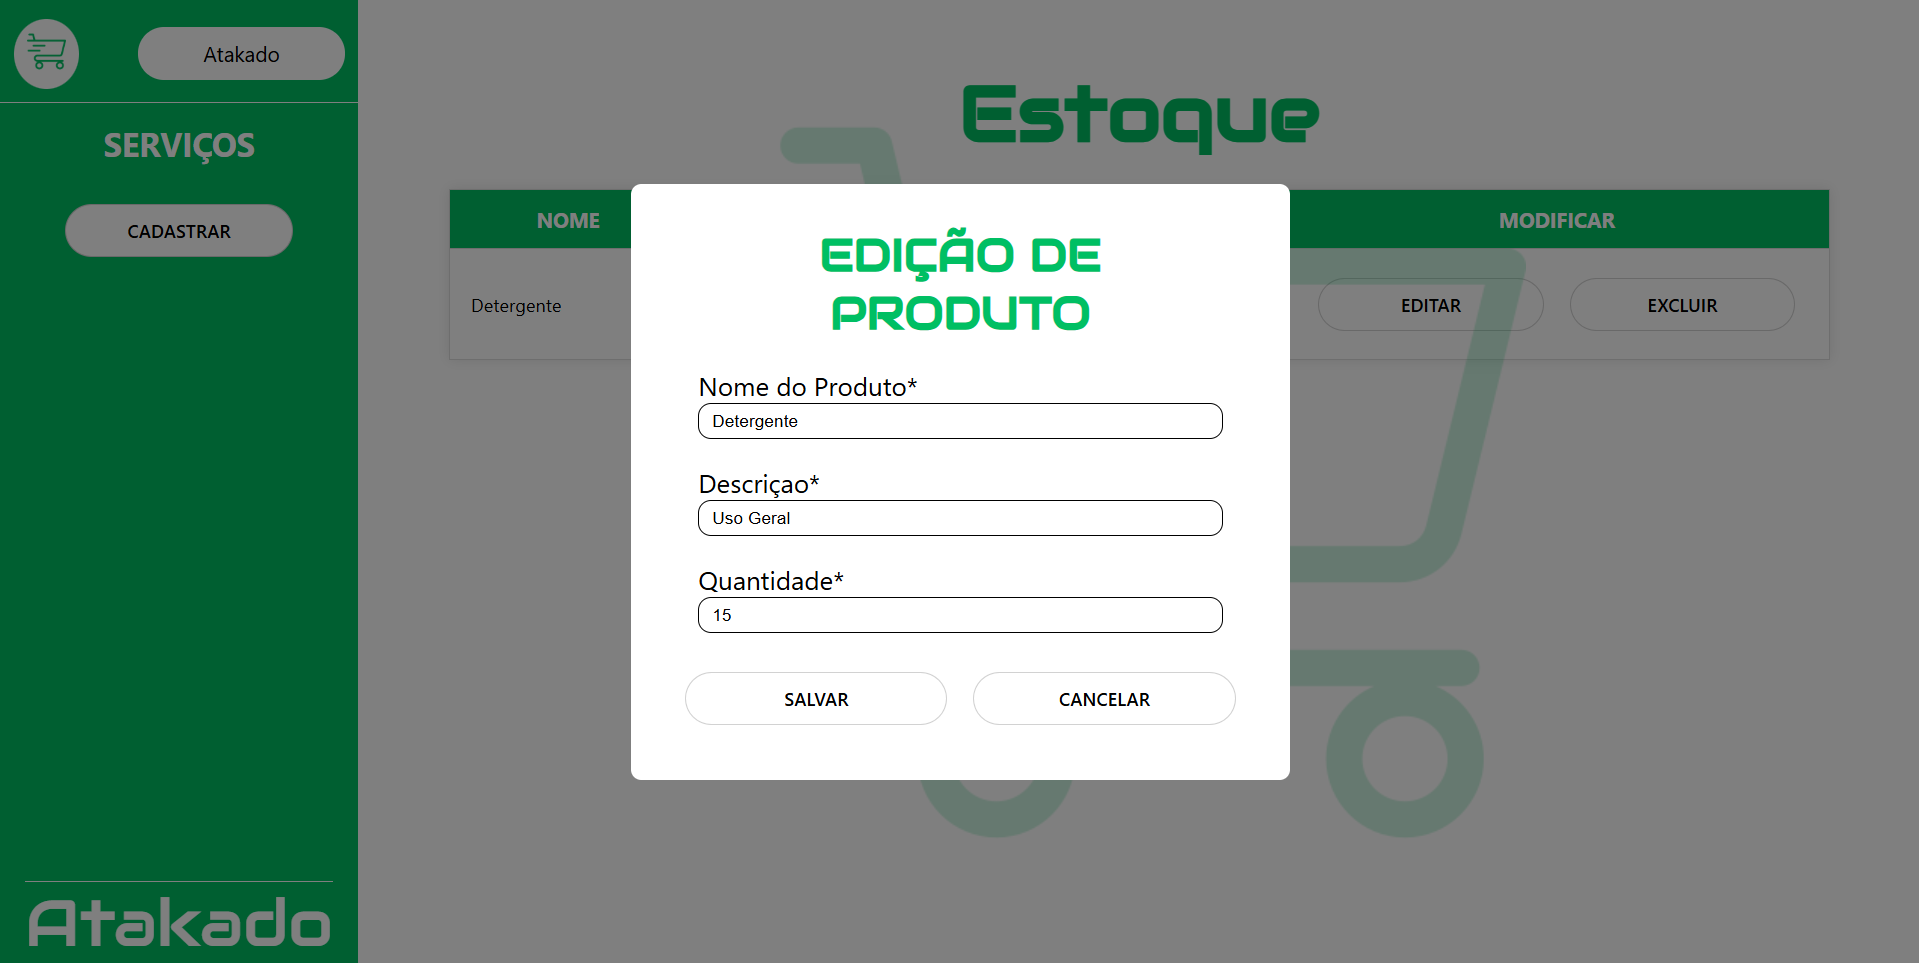 Atakado
SERVIÇOS
CADASTRAR
Atakado
Estoque
NOME
MODIFICAR
Detergente
EDITAR
EXCLUIR
EDIÇÃO DE
PRODUTO
Nome do Produto*
Detergente
Descriçao*
Uso Geral
Quantidade*
15
SALVAR
CANCELAR